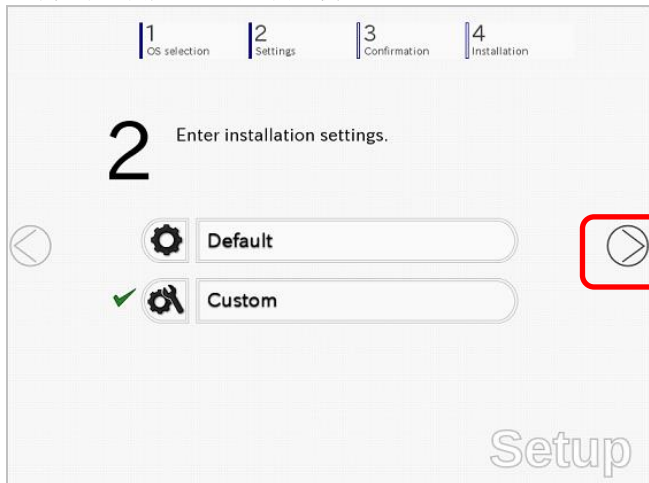 1
OS selection
2
Settings
3
Confirmation
4
Installation
2
Enter installation settings.
Default
Custom
Setup